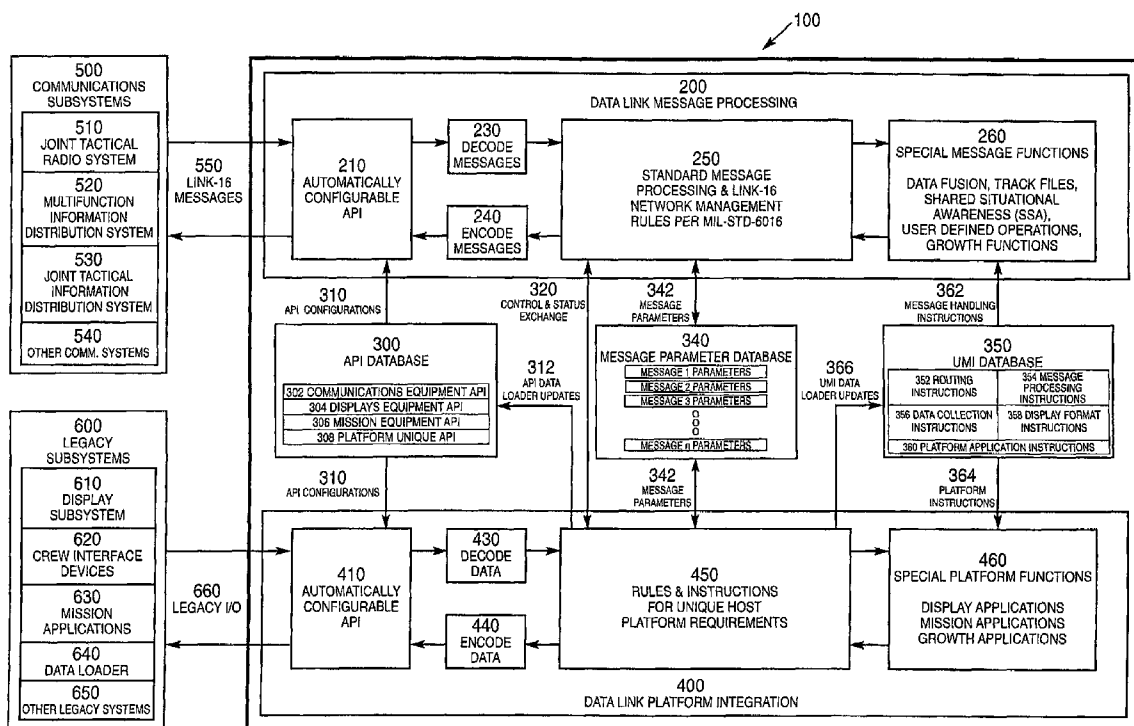 100
500
COMMUNICATIONS
SUBSYSTEMS
510
JOINT TACTICAL
RADIO SYSTEM
520
MULTIFUNCTION
INFORMATION
DISTRIBUTION SYSTEM
530
JOINT TACTICAL
INFORMATION
DISTRIBUTION SYSTEM
540
OTHER COMM. SYSTEMS
550
LINK-16
MESSAGES
200
DATA LINK MESSAGE PROCESSING
210
AUTOMATICALLY
CONFIGURABLE
API
230
DECODE
MESSAGES
240
ENCODE
MESSAGES
250
STANDARD MESSAGE
PROCESSING & LINK-16
NETWORK MANAGEMENT
RULES PER MIL-STD-6016
260
SPECIAL MESSAGE FUNCTIONS
DATA FUSION, TRACK FILES,
SHARED SITUATIONAL
AWARENESS (SSA),
USER DEFINED OPERATIONS,
GROWTH FUNCTIONS
310
API CONFIGURATIONS
320
CONTROL & STATUS
EXCHANGE
342
MESSAGE
PARAMETERS
362
MESSAGE HANDLING
INSTRUCTIONS
300
API DATABASE
302 COMMUNICATIONS EQUIPMENT API
304 DISPLAYS EQUIPMENT API
306 MISSION EQUIPMENT API
308 PLATFORM UNIQUE API
312
API DATA
LOADER UPDATES
340
MESSAGE PARAMETER DATABASE
MESSAGE 1 PARAMETERS
MESSAGE 2 PARAMETERS
MESSAGE 3 PARAMETERS
O
O
O
MESSAGE n PARAMETERS
366
UMI DATA
LOADER UPDATES
350
UMI DATABASE
352 ROUTING
INSTRUCTIONS
354 MESSAGE
PROCESSING
INSTRUCTIONS
356 DATA COLLECTION
INSTRUCTIONS
358 DISPLAY FORMAT
INSTRUCTIONS
360 PLATFORM APPLICATION INSTRUCTIONS
310
API CONFIGURATIONS
342
MESSAGE
PARAMETERS
364
PLATFORM
INSTRUCTIONS
600
LEGACY
SUBSYSTEMS
610
DISPLAY
SUBSYSTEM
620
CREW INTERFACE
DEVICES
630
MISSION
APPLICATIONS
640
DATA LOADER
650
OTHER LEGACY SYSTEMS
660
LEGACY I/O
410
AUTOMATICALLY
CONFIGURABLE
API
430
DECODE
DATA
440
ENCODE
DATA
450
RULES & INSTRUCTIONS
FOR UNIQUE HOST
PLATFORM REQUIREMENTS
460
SPECIAL PLATFORM FUNCTIONS
DISPLAY APPLICATIONS
MISSION APPLICATIONS
GROWTH APPLICATIONS
400
DATA LINK PLATFORM INTEGRATION